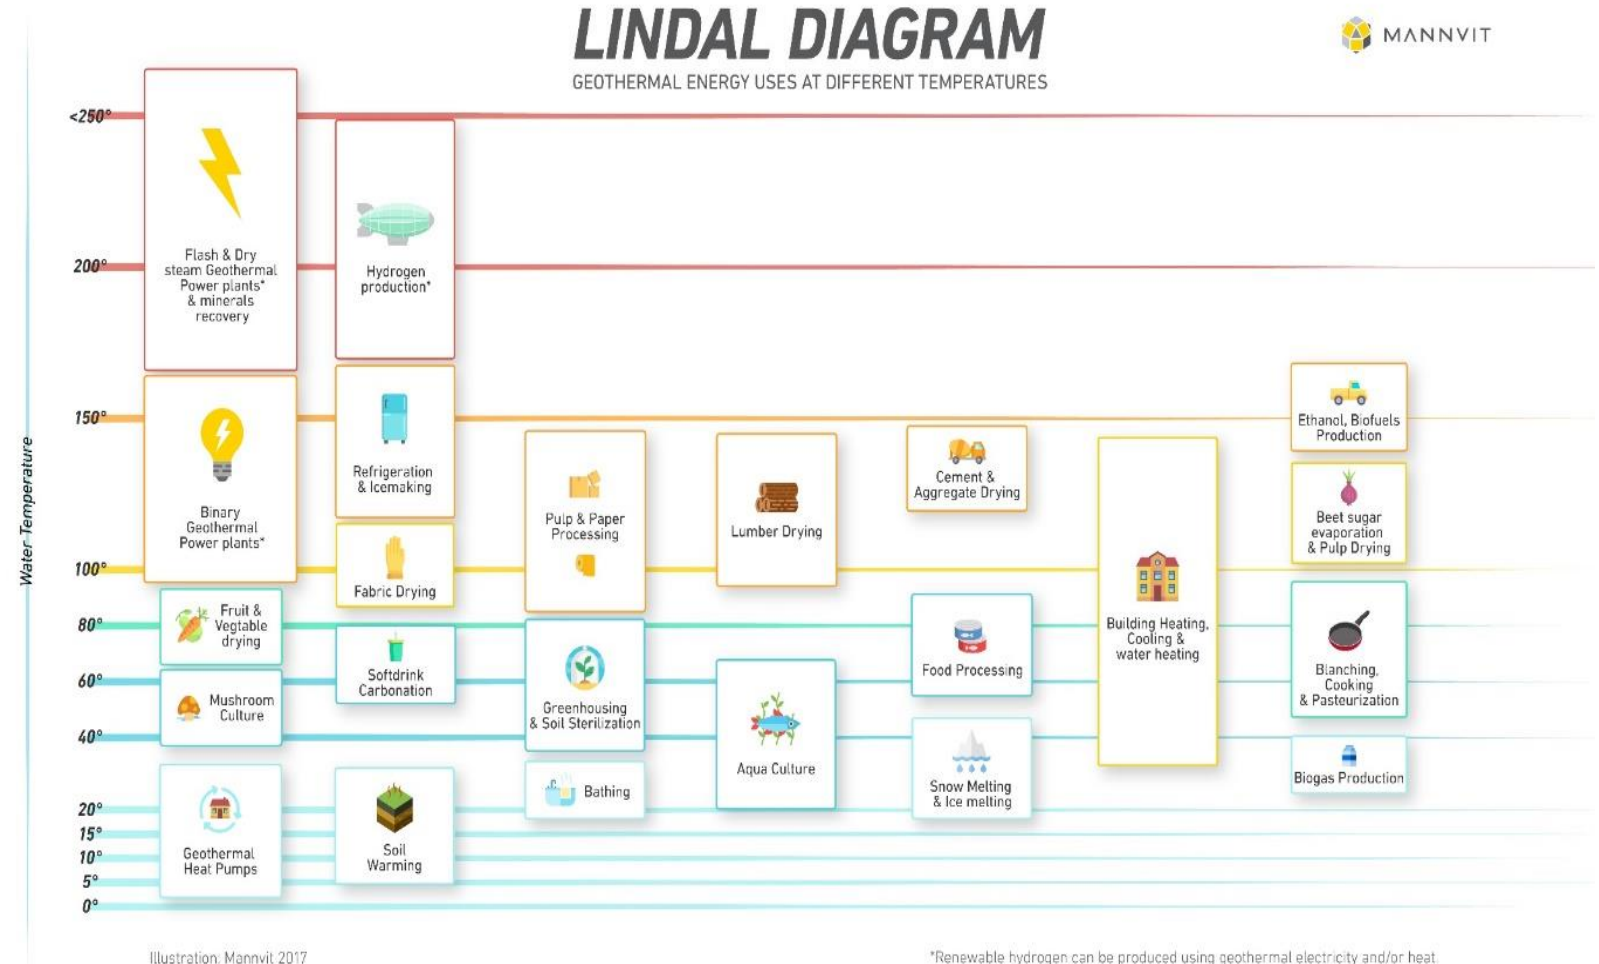 LINDAL DIAGRAM
GEOTHERMAL ENERGY USES AT DIFFERENT TEMPERATURES
MANNVIT
Water Temperature
<250°
200°
150°
100°
80°
60°
40°
20°
15°
10°
5°
0°
Flash & Dry
steam Geothermal
Power plants*
& minerals
recovery
Binary
Geothermal
Power plants*
Fruit &
Vegtable
drying
Mushroom
Culture
Geothermal
Heat Pumps
Hydrogen
production*
Refrigeration
& Icemaking
Fabric Drying
Softdrink
Carbonation
Soil
Warming
Pulp & Paper
Processing
Greenhousing
& Soil Sterilization
Bathing
Lumber Drying
Aqua Culture
Cement &
Aggregate Drying
Food Processing
Snow Melting
& Ice melting
Building Heating,
Cooling &
water heating
Ethanol, Biofuels
Production
Beet sugar
evaporation
& Pulp Drying
Blanching,
Cooking
& Pasteurization
Biogas Production
Illustration: Mannvit 2017
*Renewable hydrogen can be produced using geothermal electricity and/or heat.